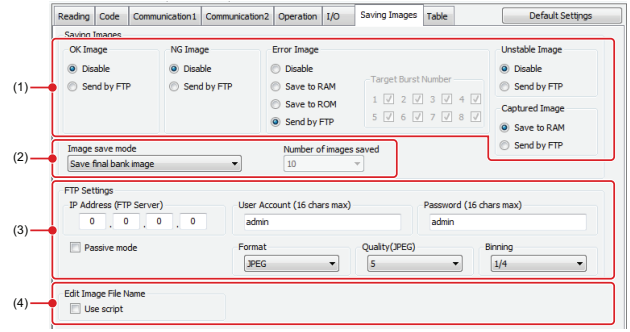 Reading Code Communication1 Communication2 Operation I/O Saving Images Table Default Settings
Saving Images
OK Image NG Image Error Image Unstable Image
Disable Disable Disable Disable
Send by FTP Send by FTP Save to RAM Target Burst Number Send by FTP
(1)
1 2 3 4
Save to ROM Captured Image
5 6 7 8
Send by FTP Save to RAM
Send by FTP
Image save mode Number of images saved
(2)
Save final bank image 10
FTP Settings
IP Address (FTP Server) User Account (16 chars max) Password (16 chars max)
0 . 0 . 0 . 0 admin admin
(3)
Passive mode Format Quality(JPEG) Binning
JPEG 5 1/4
Edit Image File Name
(4)
Use script